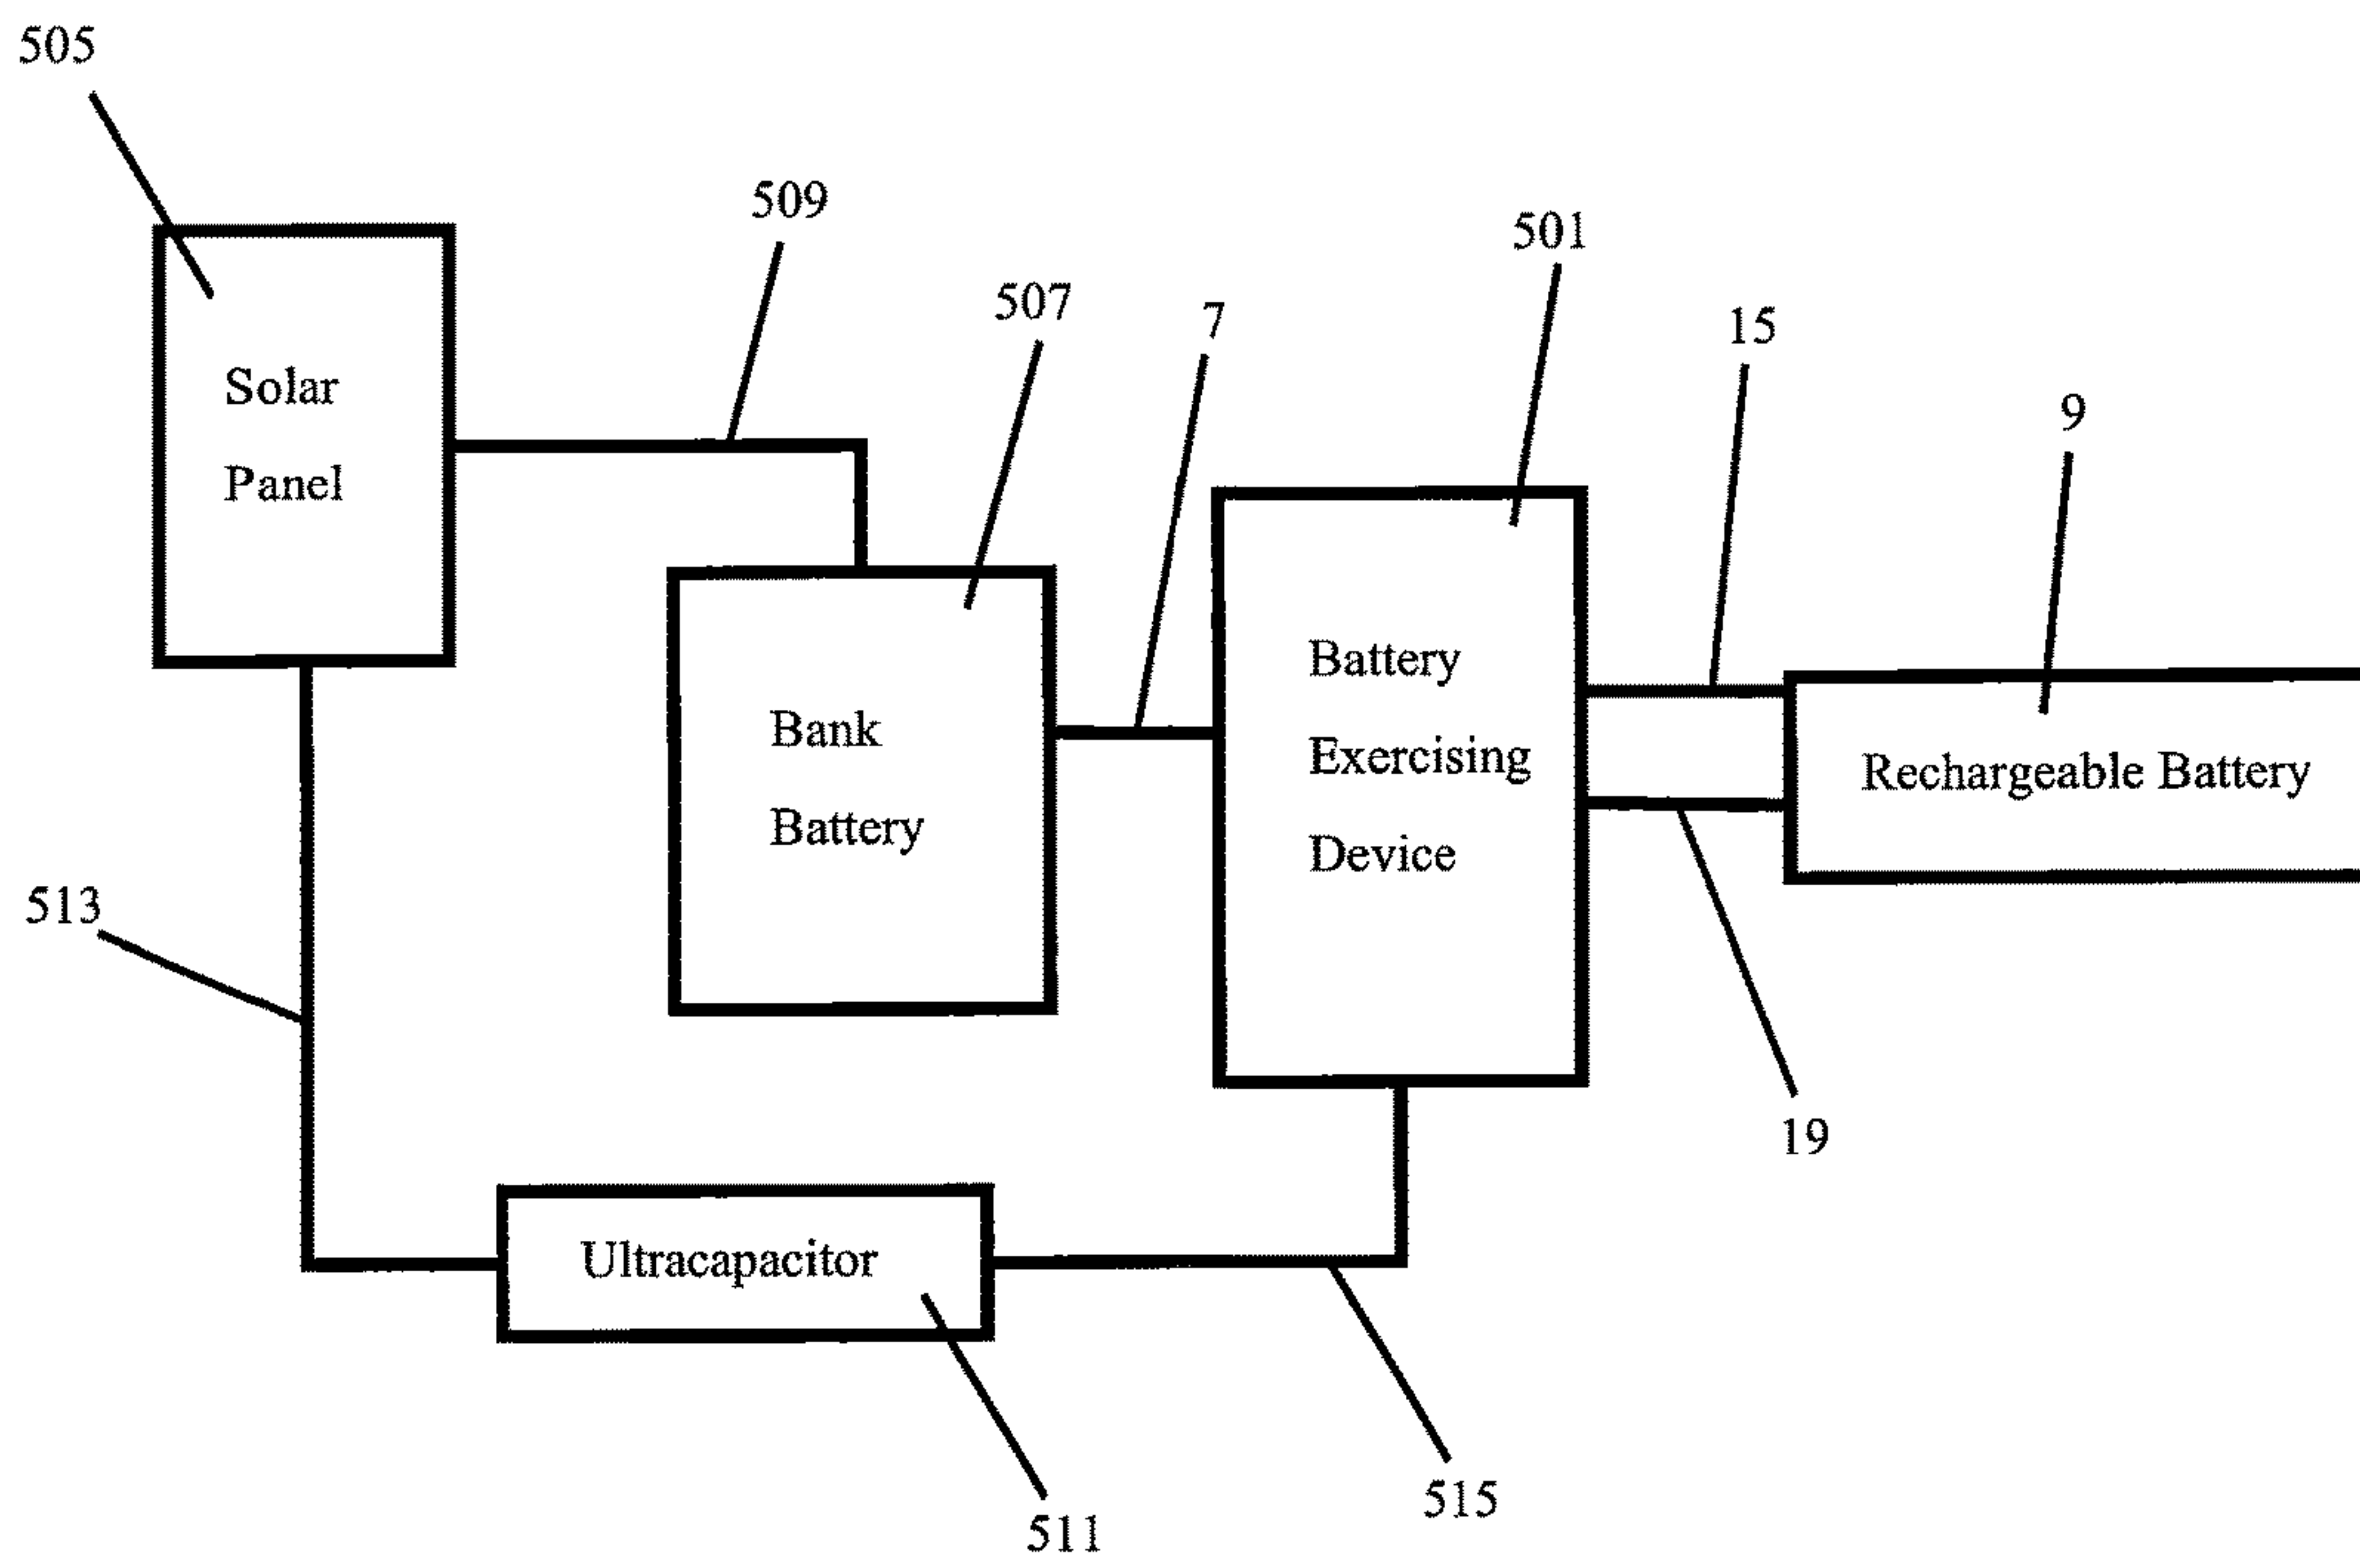 505
509
501
507
7
15
9
Solar
Panel
Battery
Exercising
Device
Bank
Battery
Rechargeable Battery
513
19
Ultracapacitor
515
511